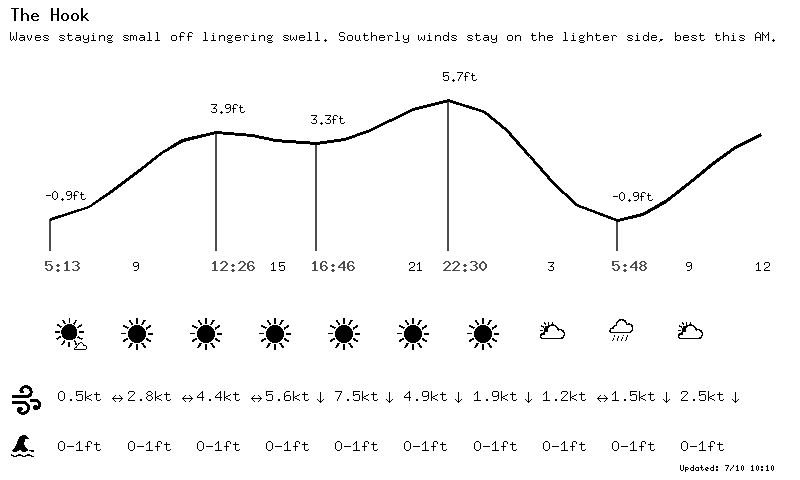 The Hook
Waves staying small off lingering swell. Southerly winds stay on the lighter side, best this AM.
5.7ft
3.9ft
3.3ft
-0.9ft
-0.9ft
5:13 9 12:26 15 16:46 21 22:30 3 5:48 9 12
0.5kt ↔ 2.8kt ↔ 4.4kt ↔ 5.6kt ↓ 7.5kt ↓ 4.9kt ↓ 1.9kt ↓ 1.2kt ↔ 1.5kt ↓ 2.5kt ↓
0-1ft 0-1ft 0-1ft 0-1ft 0-1ft 0-1ft 0-1ft 0-1ft 0-1ft 0-1ft
Updated: 7/10 10:10